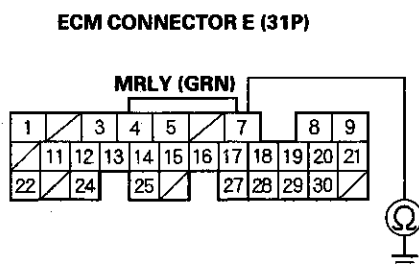 ECM CONNECTOR E (31P)
MRLY (GRN)
1 3 4 5 7 8 9
11 12 13 14 15 16 17 18 19 20 21
22 24 25 27 28 29 30
Ω